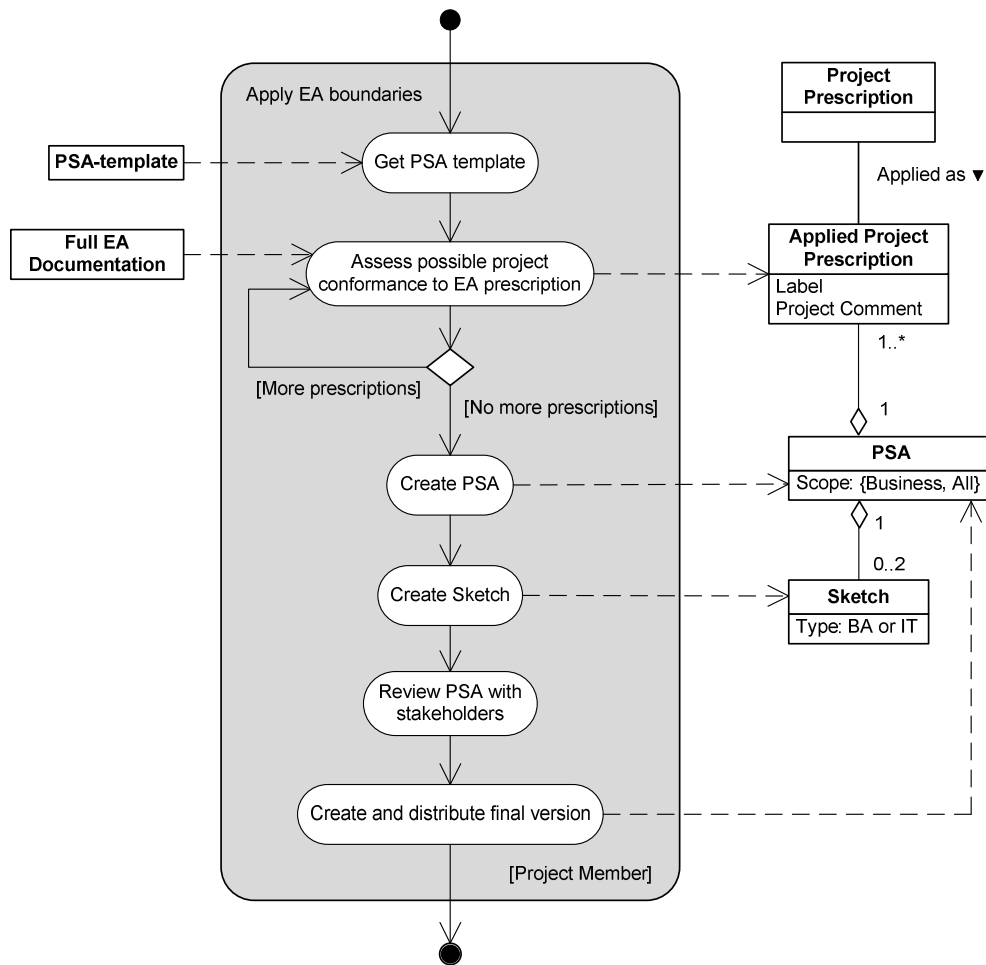 Apply EA boundaries
Project
Prescription
PSA-template
Get PSA template
Applied as ▼
Full EA
Documentation
Assess possible project
conformance to EA prescription
Applied Project
Prescription
Label
Project Comment
1..*
[More prescriptions]
[No more prescriptions]
1
PSA
Scope: {Business, All}
Create PSA
1
0..2
Create Sketch
Sketch
Type: BA or IT
Review PSA with
stakeholders
Create and distribute final version
[Project Member]